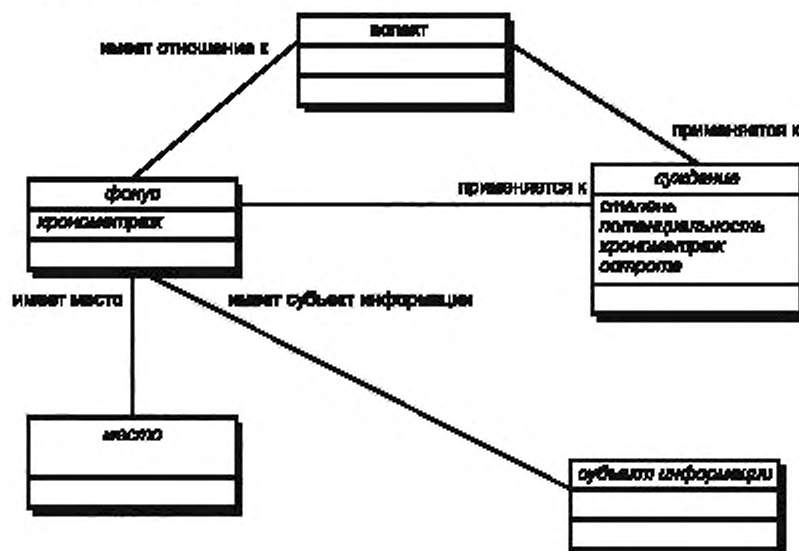 аспект
имеет отношение к
применяется к
фокус
хронометраж
применяется к
суждение
степень
потенциальность
хронометраж
острота
имеет место
имеет субъект информации
место
субъект информации